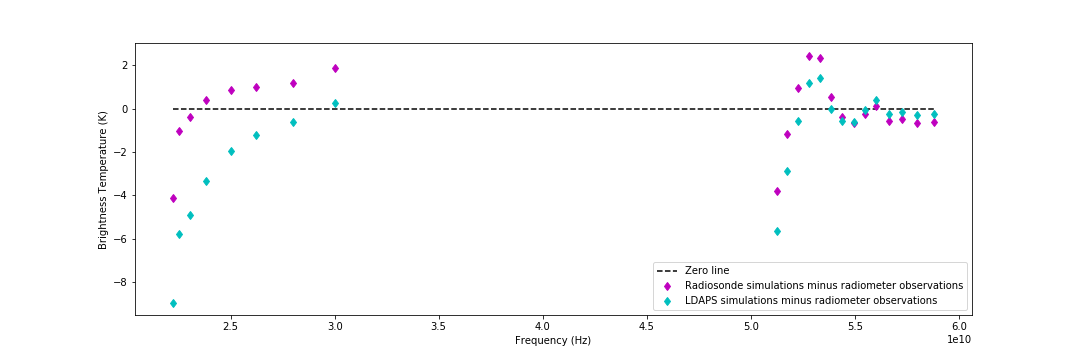 2
0
−2
−4
−6
−8
Brightness Temperature (K)
Zero line
Radiosonde simulations minus radiometer observations
LDAPS simulations minus radiometer observations
2.5 3.0 3.5 4.0 4.5 5.0 5.5 6.0
1e10
Frequency (Hz)